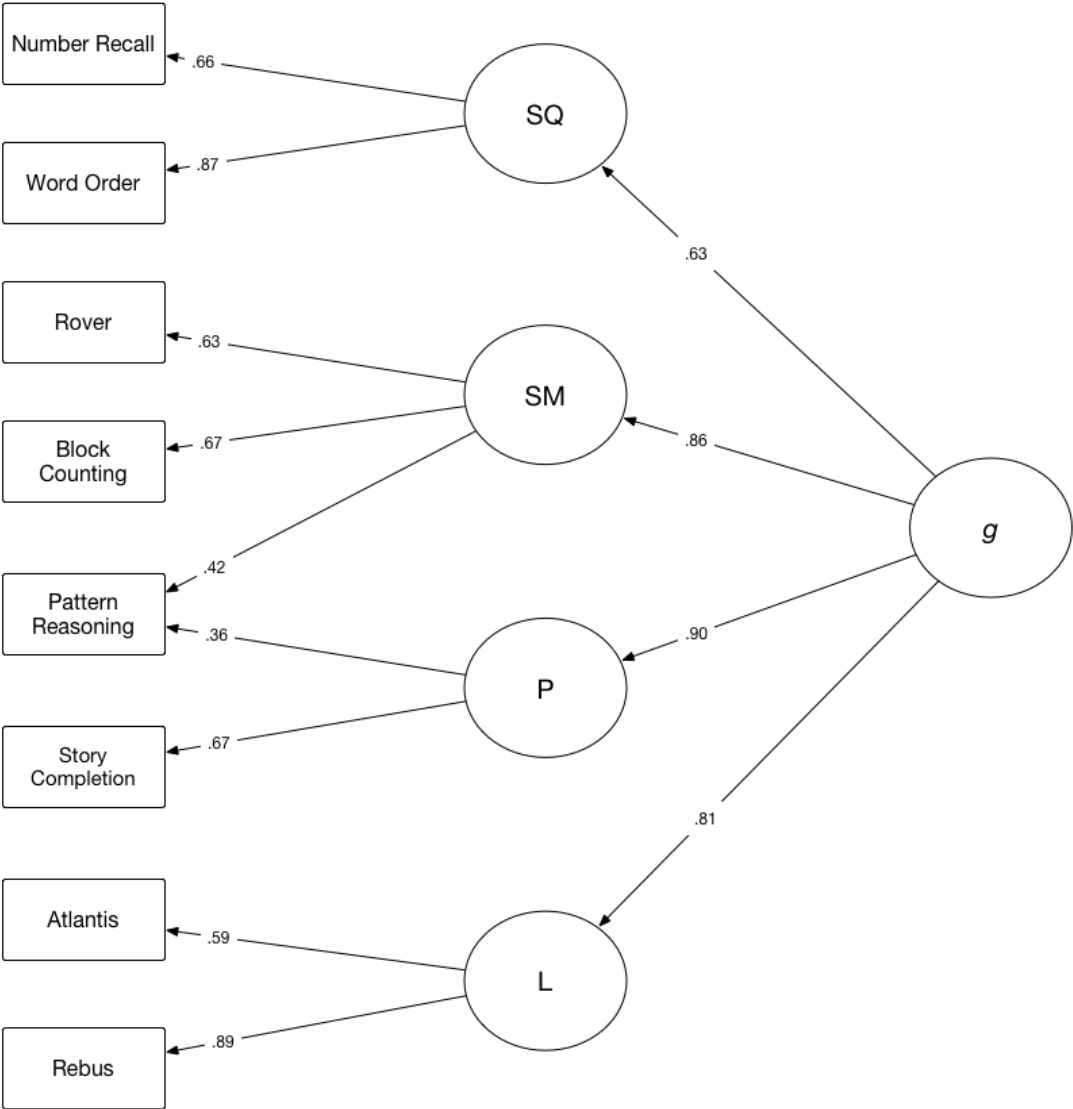 Number Recall
.66
SQ
.87
Word Order
.63
Rover
.63
SM
Block
Counting
.67
.86
g
.42
Pattern
Reasoning
.36
.90
P
Story
Completion
.67
.81
Atlantis
.59
L
.89
Rebus